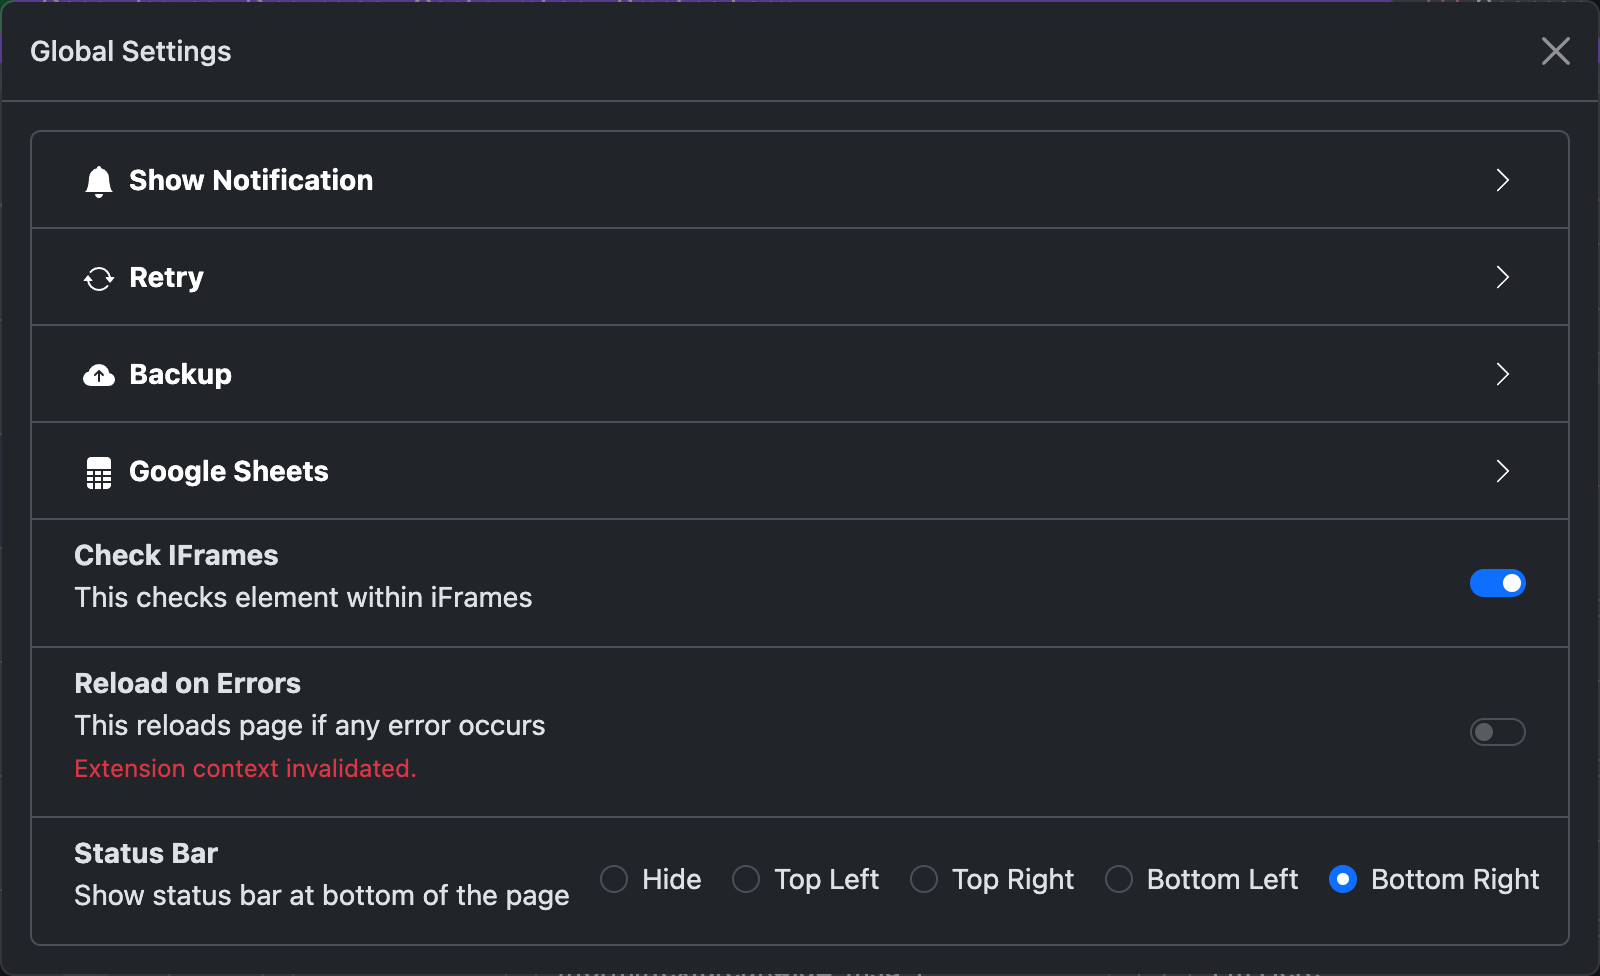 Global Settings
Show Notification
Retry
Backup
Google Sheets
Check IFrames
This checks element within iFrames
Reload on Errors
This reloads page if any error occurs
Extension context invalidated.
Status Bar
Show status bar at bottom of the page
Hide Top Left Top Right Bottom Left Bottom Right